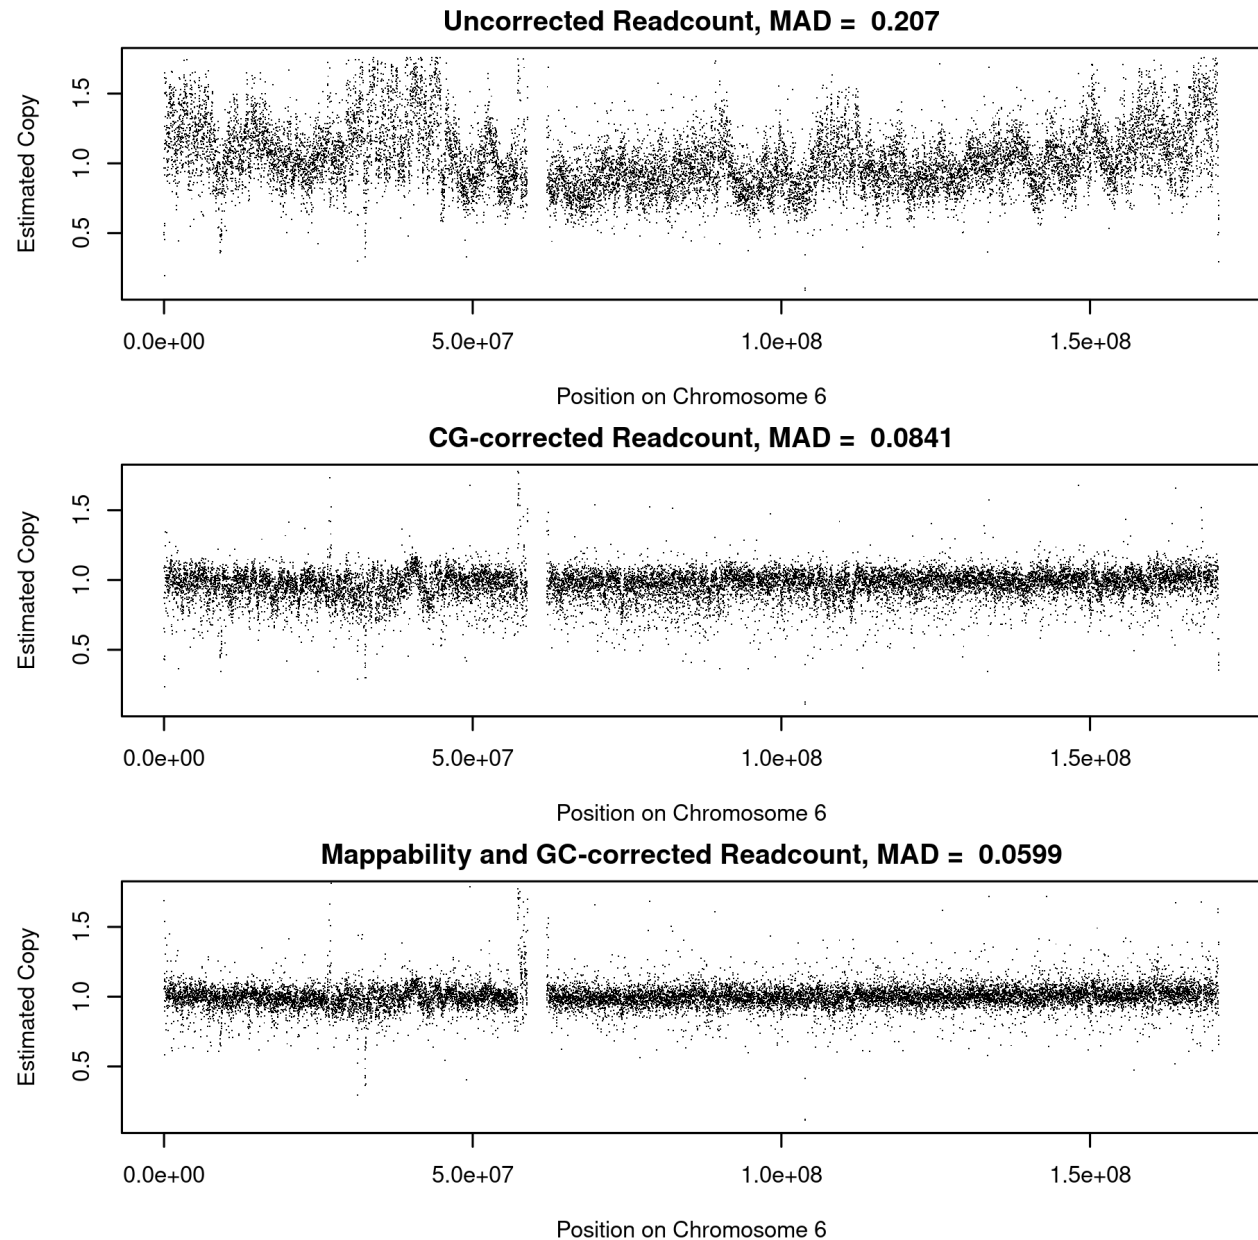 Uncorrected Readcount, MAD =  0.207
Estimated Copy
1.5
1.0
0.5
0.0e+00 5.0e+07 1.0e+08 1.5e+08
Position on Chromosome 6
CG-corrected Readcount, MAD =  0.0841
Estimated Copy
1.5
1.0
0.5
0.0e+00 5.0e+07 1.0e+08 1.5e+08
Position on Chromosome 6
Mappability and GC-corrected Readcount, MAD =  0.0599
Estimated Copy
1.5
1.0
0.5
0.0e+00 5.0e+07 1.0e+08 1.5e+08
Position on Chromosome 6